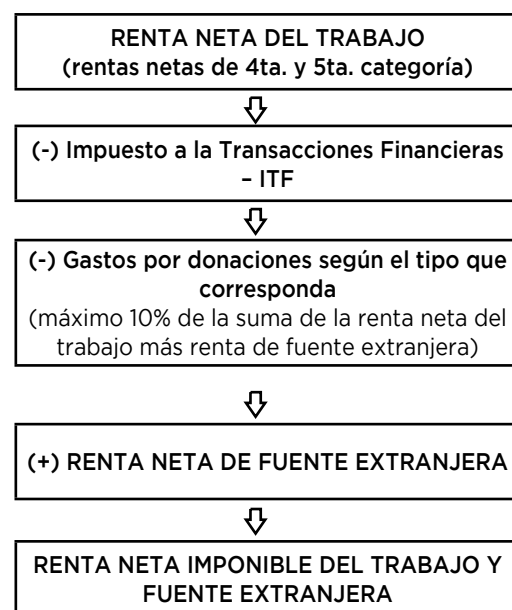 RENTA NETA DEL TRABAJO
(rentas netas de 4ta. y 5ta. categoría)
(-) Impuesto a la Transacciones Financieras
– ITF
(-) Gastos por donaciones según el tipo que
corresponda
(máximo 10% de la suma de la renta neta del
trabajo más renta de fuente extranjera)
(+) RENTA NETA DE FUENTE EXTRANJERA
RENTA NETA IMPONIBLE DEL TRABAJO Y
FUENTE EXTRANJERA